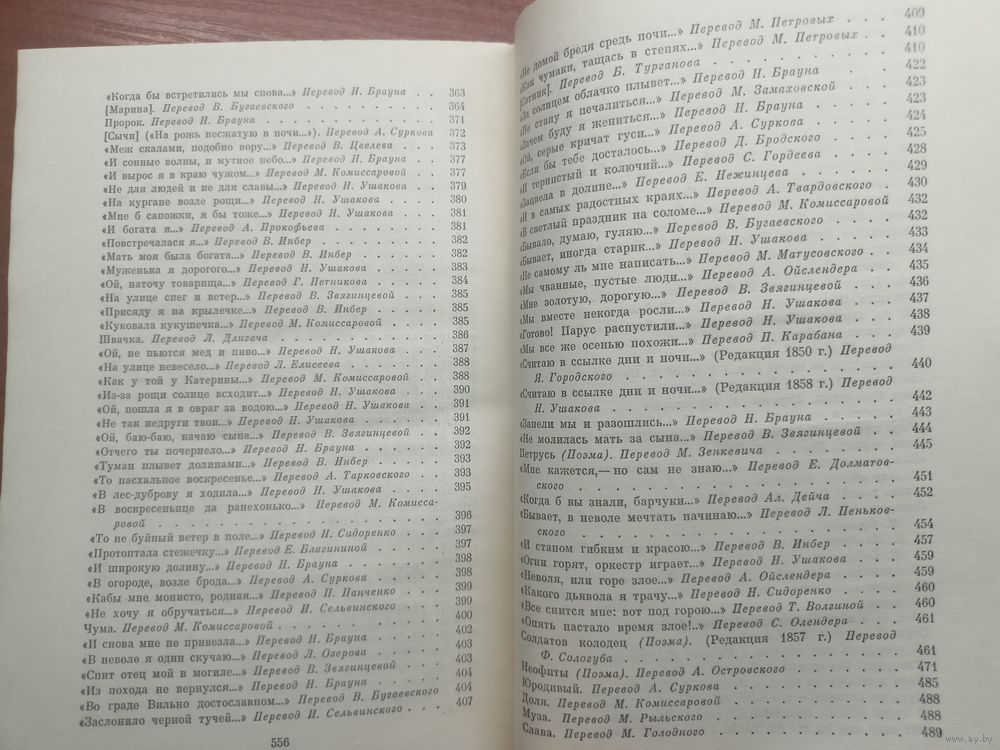 «Когда бы встретились мы снова...» Перевод Н. Брауна . . 363
[Марина]. Перевод В. Бугаевского . . . . . . . . 364
Пророк. Перевод Н. Брауна . . . . . . . . . . 371
[Сычи] («На рожь несжатую в ночи...»). Перевод А. Суркова 372
«Меж скалами, подобно вору...» Перевод В. Цвелева . . 373
«И сонные волны, и мутное небо...» Перевод Н. Брауна . . 377
«И вырос я в краю чужом...» Перевод М. Комиссаровой . . 377
«Не для людей и не для славы...» Перевод Н. Ушакова . . 379
«На кургане возле рощи...» Перевод Н. Ушакова . . . 380
«Мне б сапожки, я бы тоже...» Перевод Н. Ушакова . . . 381
«И богата я...» Перевод А. Прокофьева . . . . . . 381
«Повстречалася я...» Перевод В. Инбер . . . . . . 382
«Мать моя была богата...» Перевод В. Инбер . . . . 382
«Муженька я дорогого...» Перевод Н. Ушакова . . . . 383
«Ой, наточу товарища...» Перевод Г. Петникова . . . . 384
«На улице снег и ветер...» Перевод В. Звягинцевой . . . 385
«Присяду я на крылечке...» Перевод В. Инбер . . . . 385
«Куковала кукушечка...» Перевод М. Комиссаровой . . . 385
Швачка. Перевод Л. Длигача . . . . . . . . . 386
«Ой, не пьются мед и пиво...» Перевод Н. Ушакова . . . 387
«На улице невесело...» Перевод Л. Елисеева . . . . . 388
«Как у той у Катерины...» Перевод М. Комиссаровой . . . 388
«Из-за рощи солнце всходит...» Перевод Н. Ушакова . . . 390
«Ой, пошла я в овраг за водою...» Перевод Н. Ушакова . . 391
«Не так недруги твои...» Перевод Н. Ушакова . . . . 391
«Ой, баю-баю, качаю сына...» Перевод В. Звягинцевой . . 392
«Отчего ты почернело...» Перевод Н. Брауна . . . . 392
«Туман плывет долинами...» Перевод В. Инбер . . . . 393
«То пасхальное воскресенье...» Перевод А. Тарковского . . 393
«В лес-дуброву я ходила...» Перевод Н. Ушакова . . . 395
«В воскресеньице да ранехонько...» Перевод М. Комисса-
ровой . . . . . . . . . . . . . . 396
«То не буйный ветер в поле...» Перевод Н. Сидоренко . . 397
«Протоптала стежечку...» Перевод Е. Благининой . . . 397
«И широкую долину...» Перевод Н. Брауна . . . . . 398
«В огороде, возле брода...» Перевод А. Суркова . . . . 398
«Кабы мне монисто, родная...» Перевод П. Панченко . . 399
«Не хочу я обручаться...» Перевод И. Сельвинского . . . 399
Чума. Перевод М. Комиссаровой . . . . . . . . 400
«И снова мне не привезла...» Перевод Н. Брауна . . . 402
«В неволе я один скучаю...» Перевод Л. Озерова . . . 403
«Спит отец мой в могиле...» Перевод В. Звягинцевой . . 403
«Из похода не вернулся...» Перевод Н. Брауна . . . . 404
«Во граде Вильно достославном...» Перевод В. Бугаевского 404
«Заслонило черной тучей...» Перевод И. Сельвинского . . . 407
556
«Не домой бредя средь ночи...» Перевод М. Петровых . . . 409
«Как чумаки, тащась в степях...» Перевод М. Петровых . . 410
[Сотник]. Перевод Б. Турганова . . . . . . . . 410
«За солнцем облачко плывет...» Перевод Н. Брауна . . . 422
«Не стану я печалиться...» Перевод М. Замаховской . . . 423
«Зачем буду я жениться...» Перевод Н. Брауна . . . . 423
«Ой, серые кричат гуси...» Перевод А. Суркова . . . . 424
«Если бы тебе досталось...» Перевод Д. Бродского . . . 425
«И тернистый и колючий...» Перевод С. Гордеева . . . 428
«Зацвела в долине...» Перевод Е. Нежинцева . . . . 429
«И в самых радостных краях...» Перевод А. Твардовского . 430
«В светлый праздник на соломе...» Перевод М. Комиссаровой 432
«Бывало, думаю, гуляю...» Перевод В. Бугаевского . . . 432
«Бывает, иногда старик...» Перевод Н. Ушакова . . . . 433
«Не самому ль мне написать...» Перевод М. Матусовского . 434
«Мы чванные, пустые люди...» Перевод А. Ойслендера . . 435
«Мне золотую, дорогую...» Перевод В. Звягинцевой . . . 436
«Мы вместе некогда росли...» Перевод Н. Ушакова . . . 437
«Готово! Парус распустили...» Перевод Н. Ушакова . . . 438
«Мы все же осенью похожи...» Перевод П. Карабана . . . 439
«Считаю в ссылке дни и ночи...» (Редакция 1850 г.) Перевод
Я. Городского . . . . . . . . . . . . 440
«Считаю в ссылке дни и ночи...» (Редакция 1858 г.) Перевод
Н. Ушакова . . . . . . . . . . . . . 442
«Запели мы и разошлись...» Перевод Н. Брауна . . . . 443
«Не молилась мать за сына...» Перевод В. Звягинцевой . . 444
Петрусь (Поэма). Перевод М. Зенкевича . . . . . . 445
«Мне кажется,— но сам не знаю...» Перевод Е. Долматов-
ского . . . . . . . . . . . . . . 451
«Когда б вы знали, барчуки...» Перевод Ал. Дейча . . . 452
«Бывает, в неволе мечтать начинаю...» Перевод Л. Пеньков-
ского . . . . . . . . . . . . . . 454
«И станом гибким и красою...» Перевод В. Инбер . . . 457
«Огни горят, оркестр играет...» Перевод Н. Ушакова . . . 459
«Неволя, или горе злое...» Перевод А. Ойслендера . . . 459
«Какого дьявола я трачу...» Перевод Н. Сидоренко . . . 460
«Все снится мне: вот под горою...» Перевод Т. Волгиной . . 460
«Опять настало время злое!..» Перевод С. Олендера . . . 461
Солдатов колодец (Поэма). (Редакция 1857 г.) Перевод
Ф. Сологуба . . . . . . . . . . . . . 461
Неофиты (Поэма). Перевод А. Островского . . . . . 471
Юродивый. Перевод А. Суркова . . . . . . . . 485
Доля. Перевод М. Комиссаровой . . . . . . . . 488
Муза. Перевод М. Рыльского . . . . . . . . . 488
Слава. Перевод М. Голодного . . . . . . . . . 489
ay.by